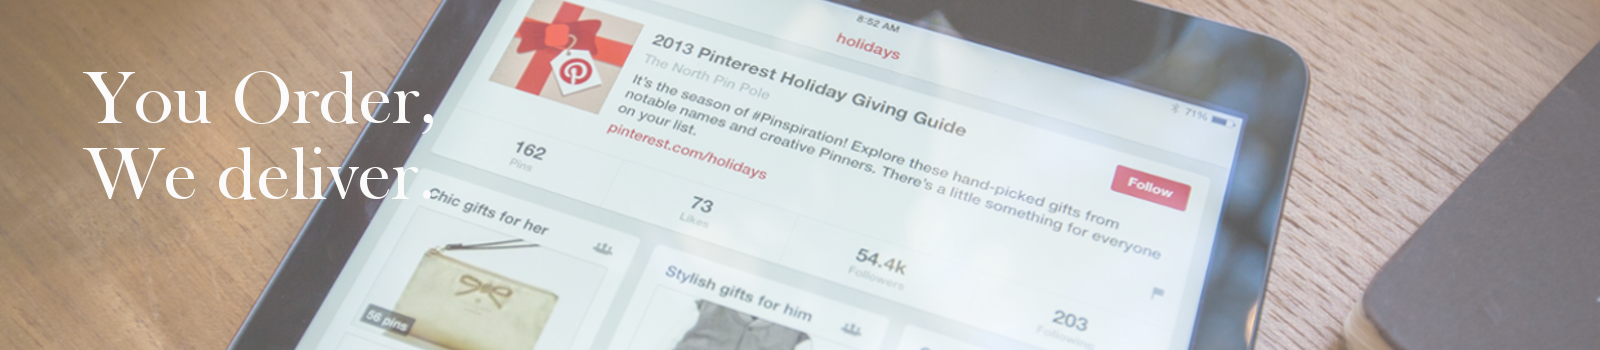 You Order,
We deliver.
8:52 AM
holidays
71%
2013 Pinterest Holiday Giving Guide
The North Pin Pole
It's the season of #Pinspiration! Explore these hand-picked gifts from
notable names and creative Pinners. There's a little something for everyone
on your list.
pinterest.com/holidays
Follow
162
Pins
73
Likes
54.4k
Followers
203
Following
Chic gifts for her
56 pins
Stylish gifts for him